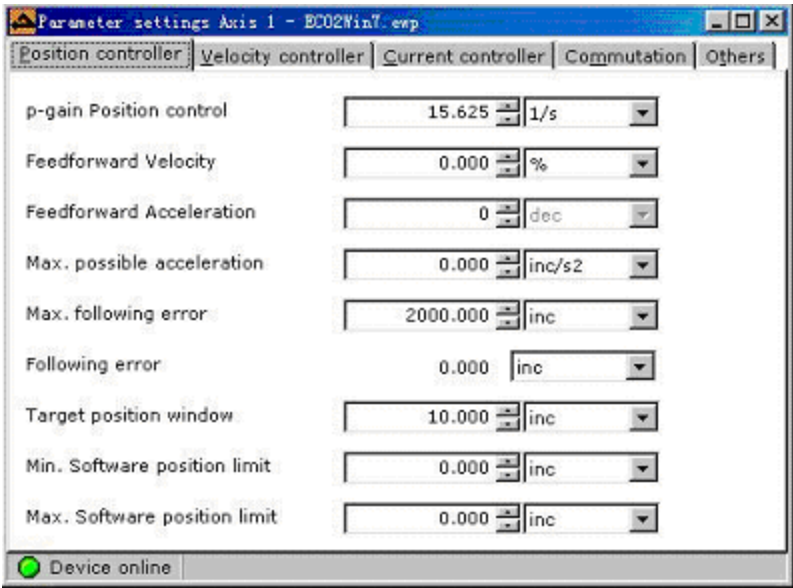 Parameter settings Axis 1 - ECO2Win7.ewp
Position controller Velocity controller Current controller Commutation Others
p-gain Position control 15.625 1/s
Feedforward Velocity 0.000 %
Feedforward Acceleration 0 dec
Max. possible acceleration 0.000 inc/s2
Max. following error 2000.000 inc
Following error 0.000 inc
Target position window 10.000 inc
Min. Software position limit 0.000 inc
Max. Software position limit 0.000 inc
Device online